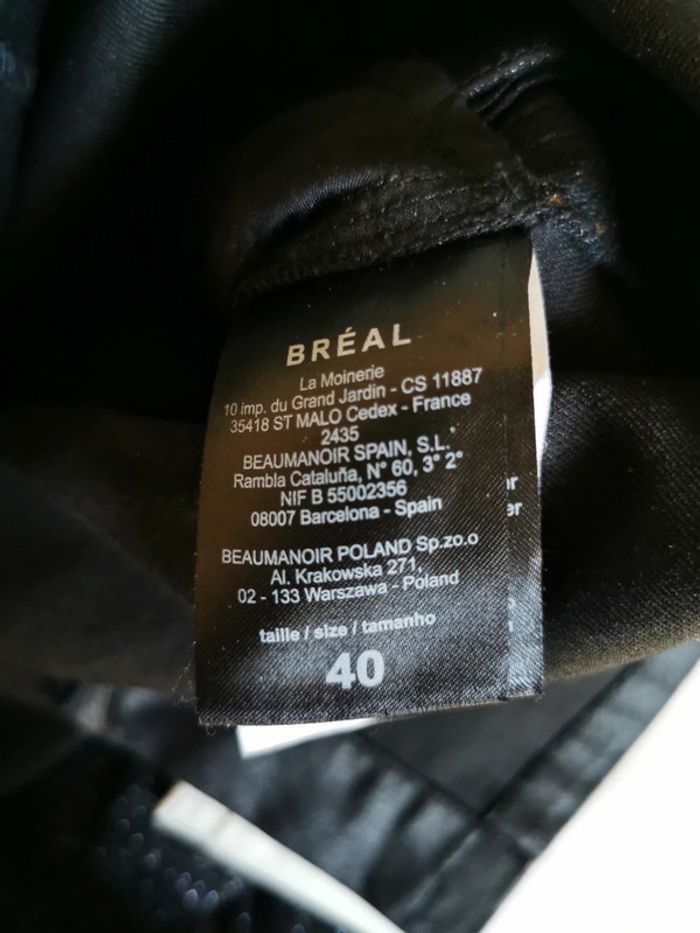 BRÉAL
La Moinerie
10 imp. du Grand Jardin - CS 11887
35418 ST MALO Cedex - France
2435
BEAUMANOIR SPAIN, S.L.
Rambla Cataluña, N° 60, 3° 2°
NIF B 55002356
08007 Barcelona - Spain
BEAUMANOIR POLAND Sp.zo.o
Al. Krakowska 271,
02 - 133 Warszawa - Poland
taille / size / tamanho
40